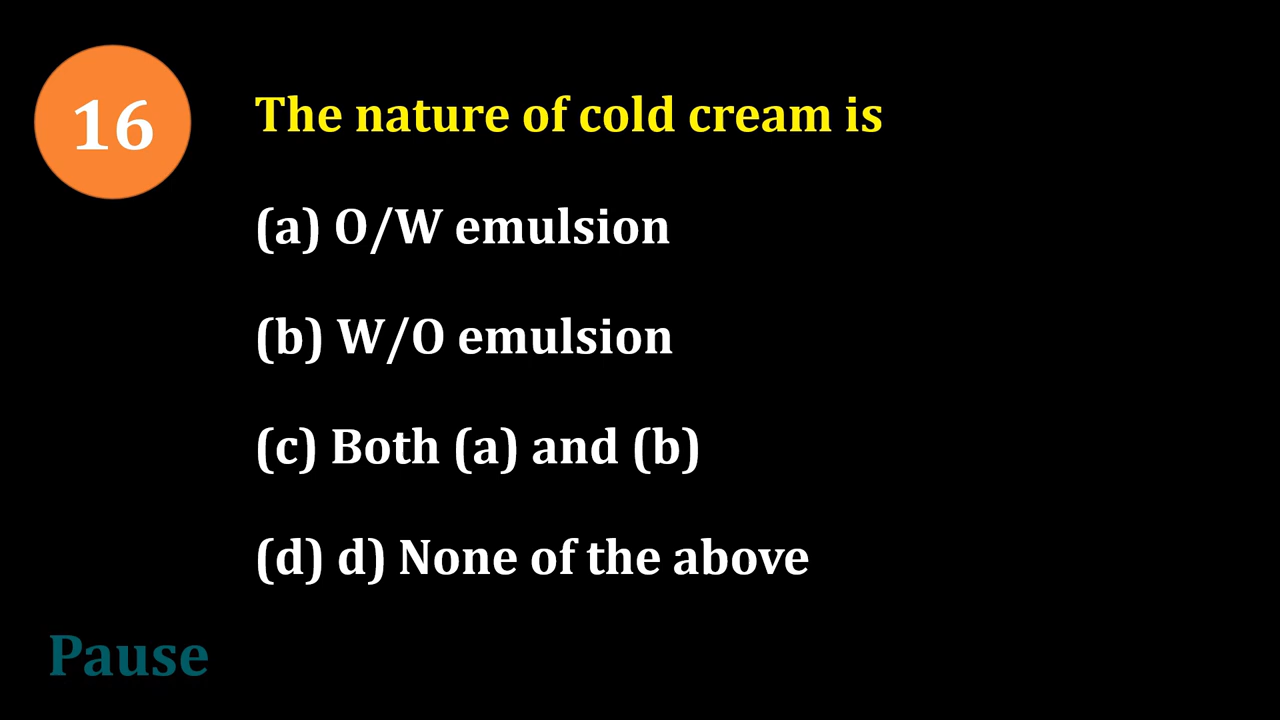 16
The nature of cold cream is
(a) O/W emulsion
(b) W/O emulsion
(c) Both (a) and (b)
(d) d) None of the above
Pause